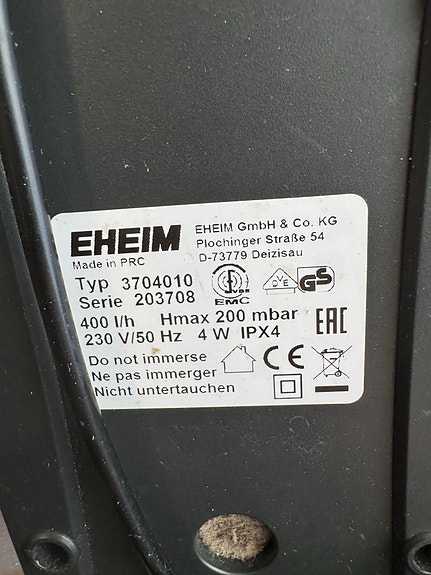 EHEIM
Made in PRC
EHEIM GmbH & Co. KG
Plochinger Straße 54
D-73779 Deizisau
Typ 3704010
Serie 203708
EMC
VDE
GS
400 l/h Hmax 200 mbar
230 V/50 Hz 4 W IPX4
EAC
Do not immerse
Ne pas immerger
Nicht untertauchen
CE